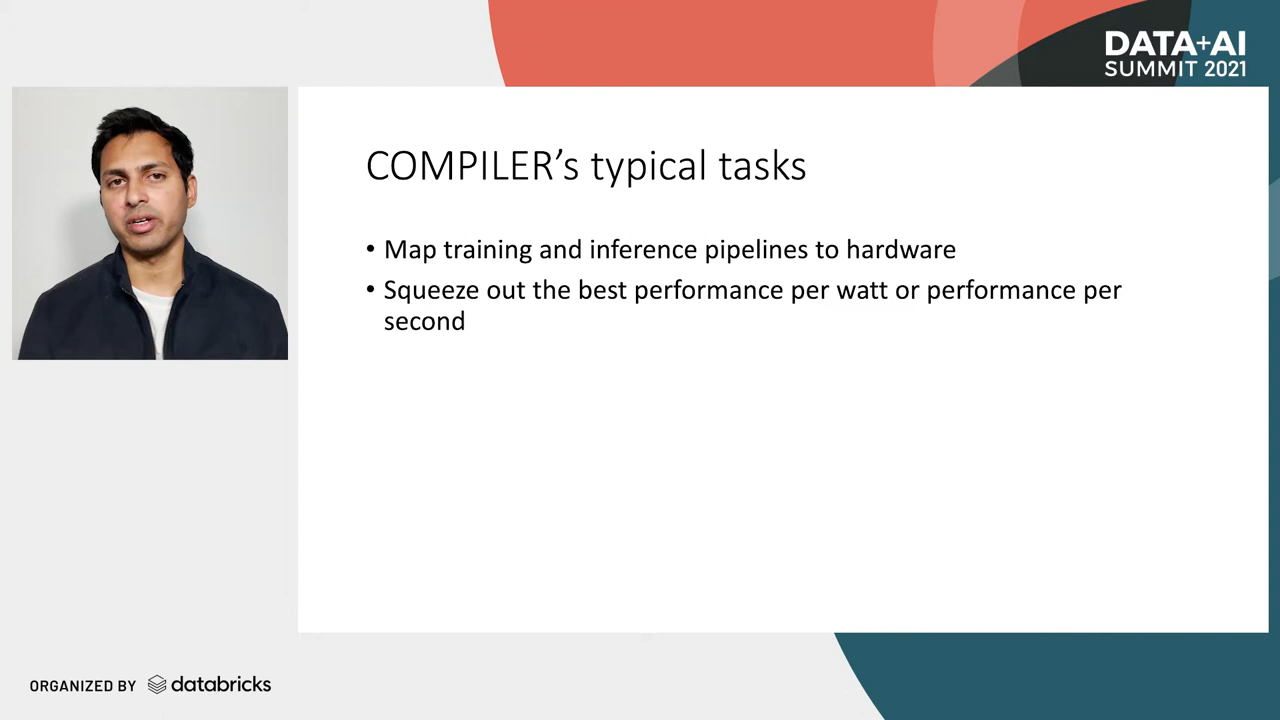 DATA+AI
SUMMIT 2021
COMPILER’s typical tasks
• Map training and inference pipelines to hardware
• Squeeze out the best performance per watt or performance per
second
ORGANIZED BY databricks